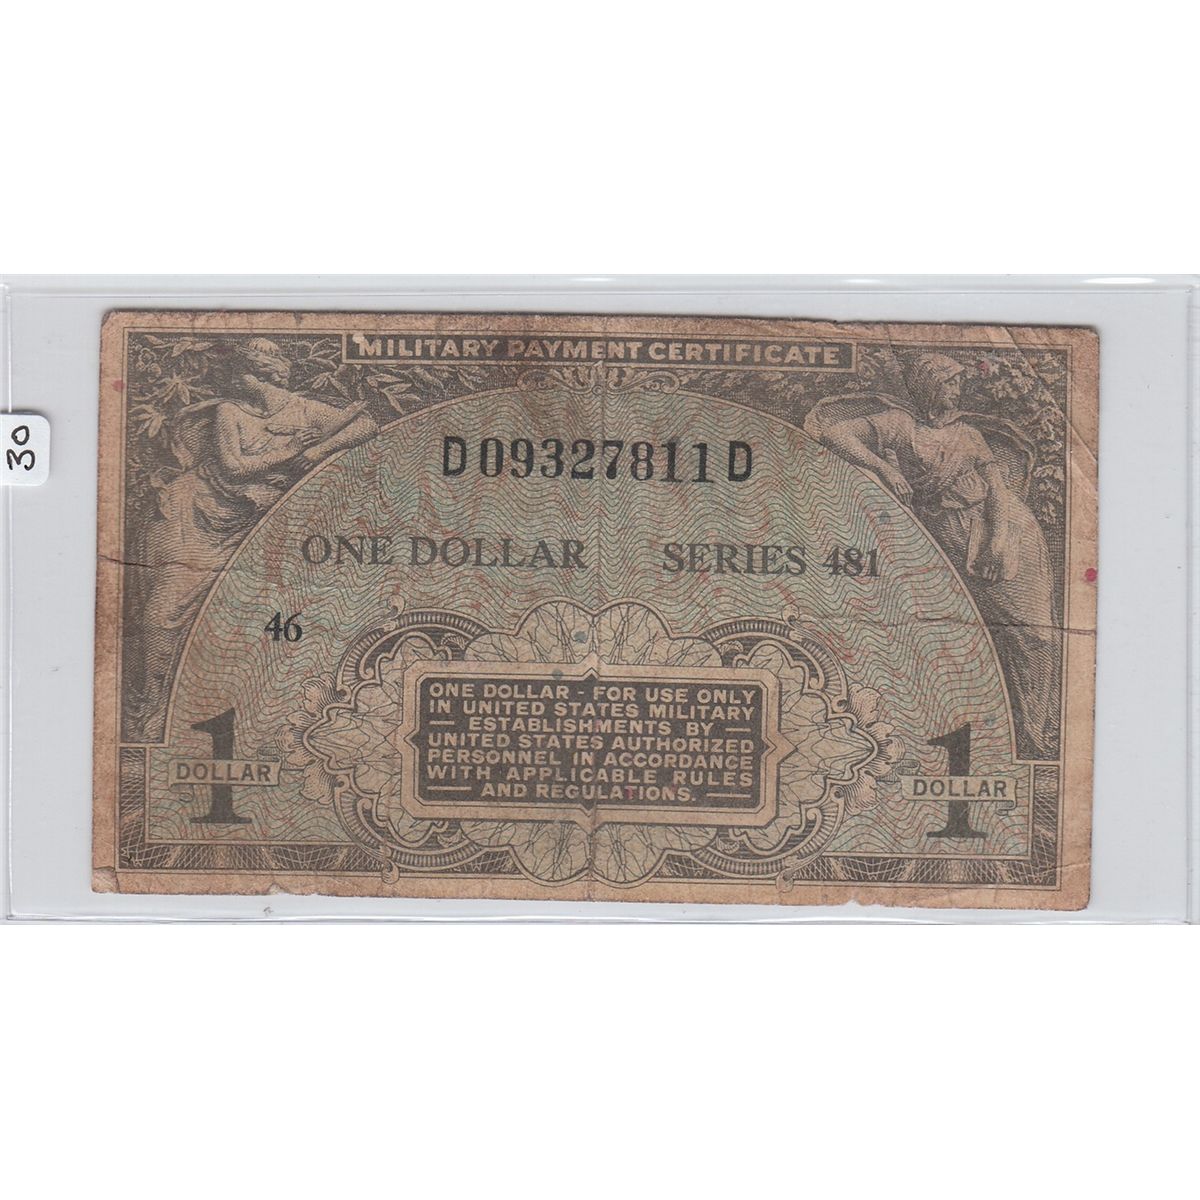 MILITARY PAYMENT CERTIFICATE
D09327811D
ONE DOLLAR SERIES 481
46
ONE DOLLAR - FOR USE ONLY
IN UNITED STATES MILITARY
— ESTABLISHMENTS BY —
UNITED STATES AUTHORIZED
PERSONNEL IN ACCORDANCE
WITH APPLICABLE RULES
— AND REGULATIONS. —
1
DOLLAR
1
DOLLAR
30